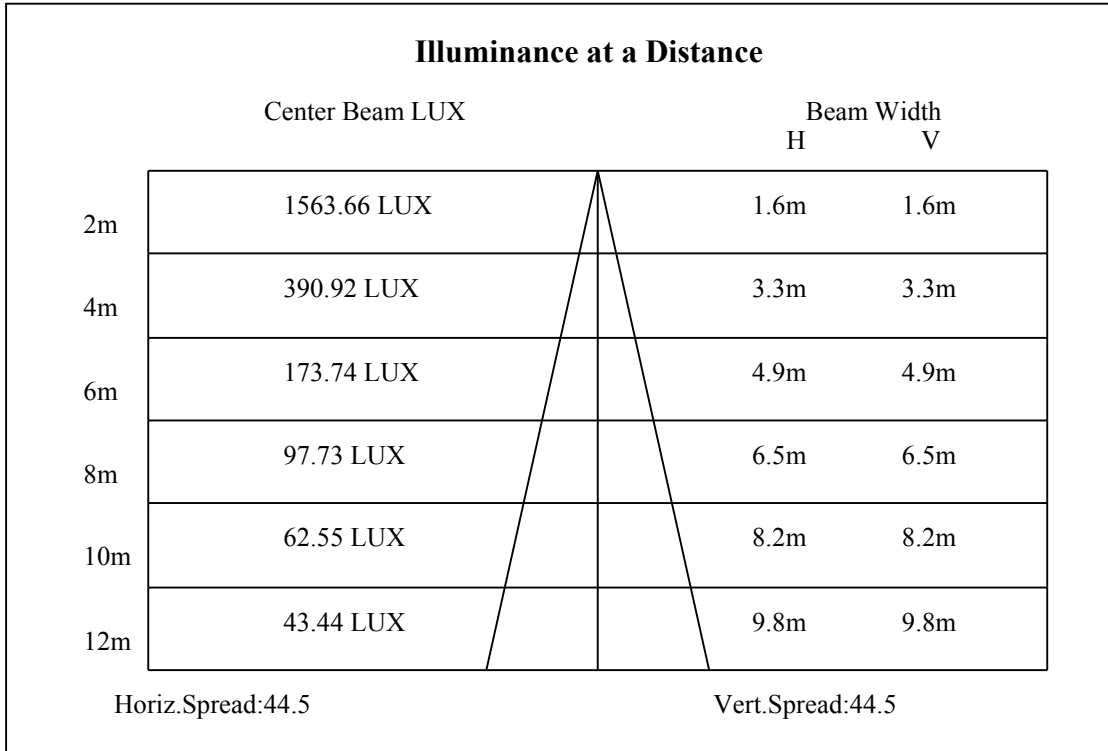 Illuminance at a Distance
Center Beam LUX Beam Width
H V
2m 1563.66 LUX 1.6m 1.6m
4m 390.92 LUX 3.3m 3.3m
6m 173.74 LUX 4.9m 4.9m
8m 97.73 LUX 6.5m 6.5m
10m 62.55 LUX 8.2m 8.2m
12m 43.44 LUX 9.8m 9.8m
Horiz.Spread:44.5 Vert.Spread:44.5